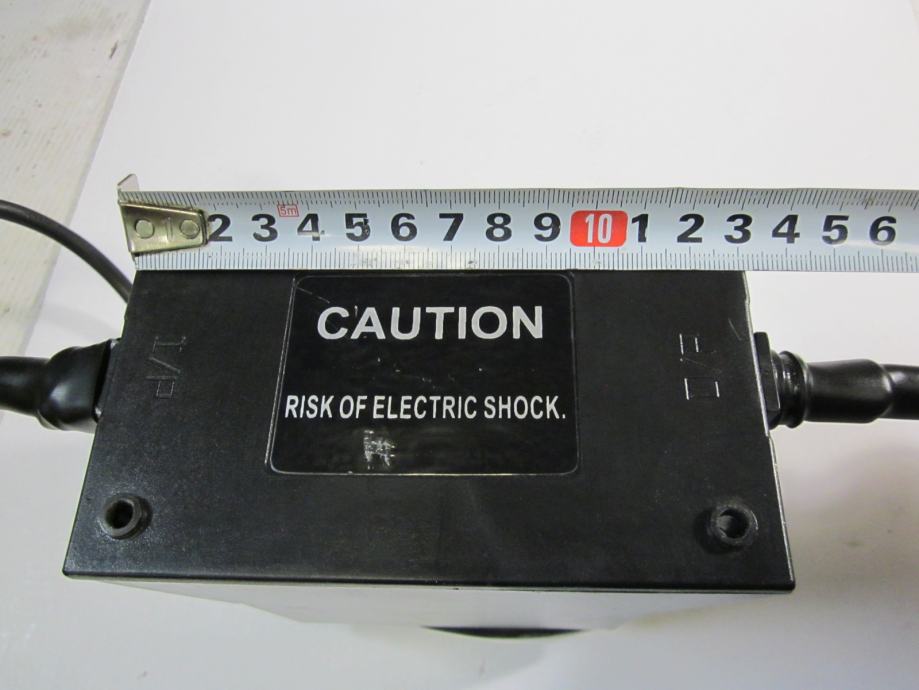 5m
2 3 4 5 6 7 8 9 10 1 2 3 4 5 6
CAUTION
I/P O/P
RISK OF ELECTRIC SHOCK.